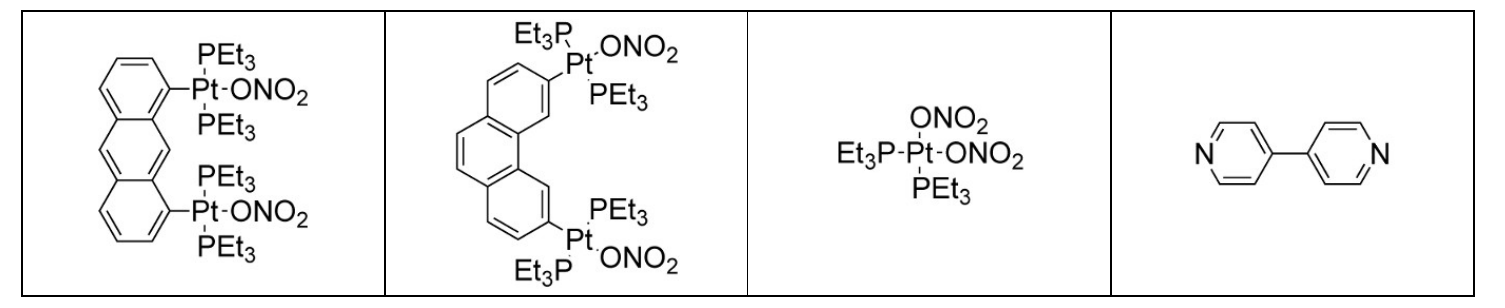 PEt₃
Pt-ONO₂
PEt₃
PEt₃
Pt-ONO₂
PEt₃
Et₃P
Pt ONO₂
PEt₃
PEt₃
Pt ONO₂
Et₃P
ONO₂
Et₃P-Pt-ONO₂
PEt₃
N N